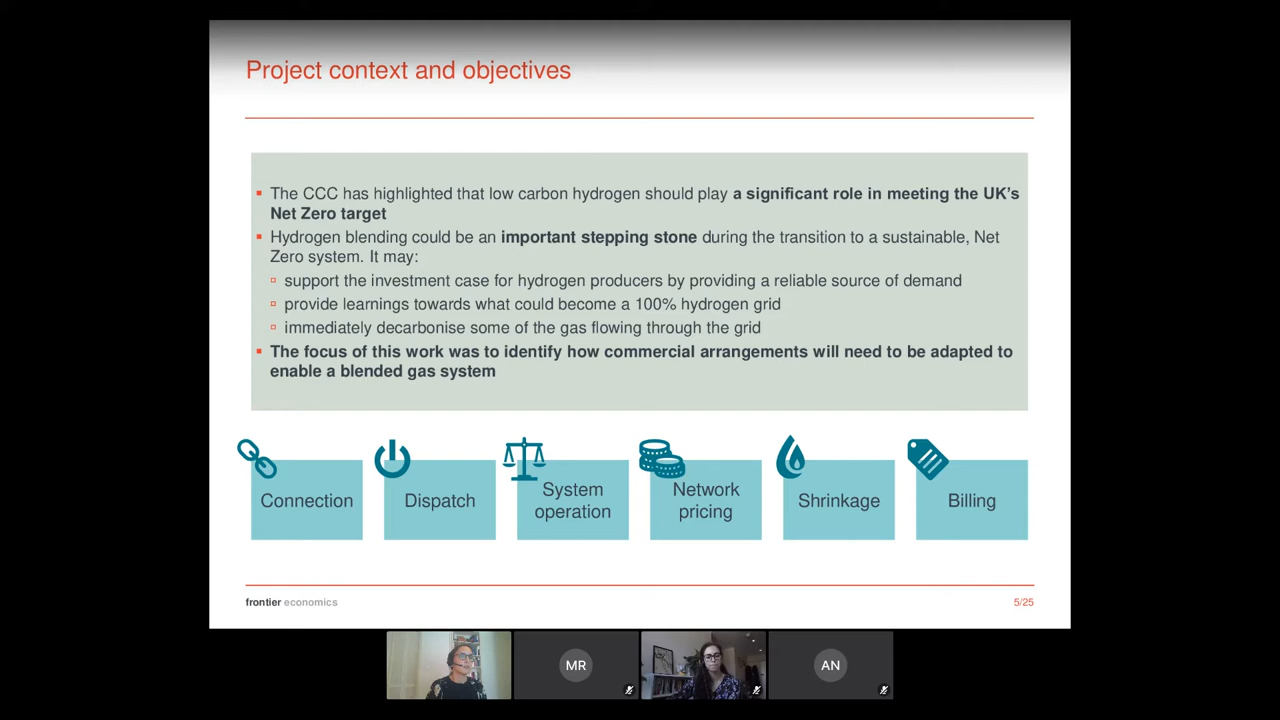 Project context and objectives
The CCC has highlighted that low carbon hydrogen should play a significant role in meeting the UK's
Net Zero target
Hydrogen blending could be an important stepping stone during the transition to a sustainable, Net
Zero system. It may:
support the investment case for hydrogen producers by providing a reliable source of demand
provide learnings towards what could become a 100% hydrogen grid
immediately decarbonise some of the gas flowing through the grid
The focus of this work was to identify how commercial arrangements will need to be adapted to
enable a blended gas system
Connection
Dispatch
System
operation
Network
pricing
Shrinkage
Billing
frontier economics
5/25
MR
AN